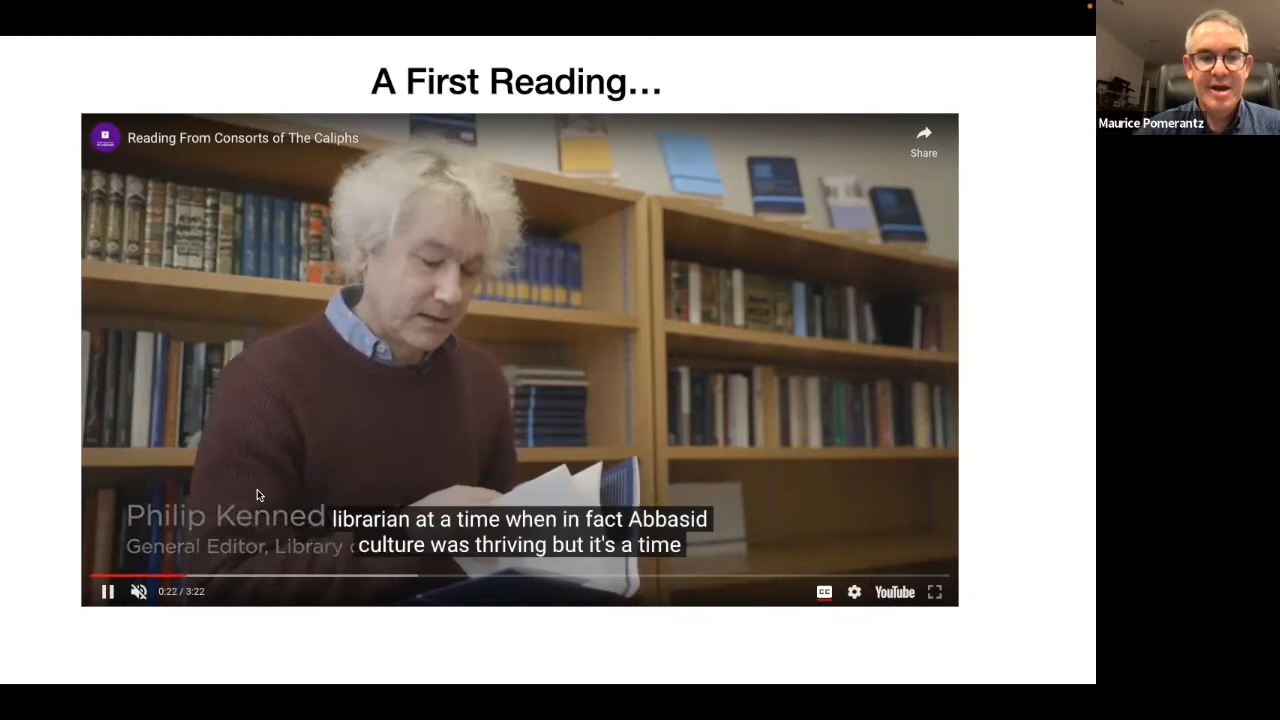 A First Reading...
Reading From Consorts of The Caliphs
Share
Maurice Pomerantz
Philip Kenned
librarian at a time when in fact Abbasid
General Editor, Library
culture was thriving but it's a time
0:22 / 3:22
CC
YouTube